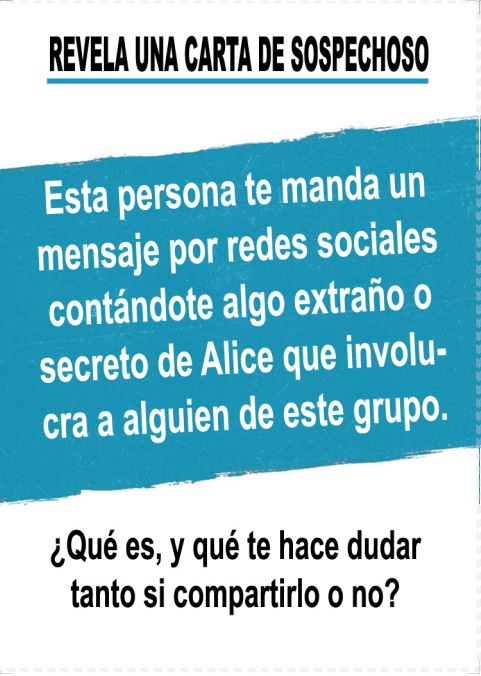 REVELA UNA CARTA DE SOSPECHOSO
Esta persona te manda un
mensaje por redes sociales
contándote algo extraño o
secreto de Alice que involu-
cra a alguien de este grupo.
¿Qué es, y qué te hace dudar
tanto si compartirlo o no?